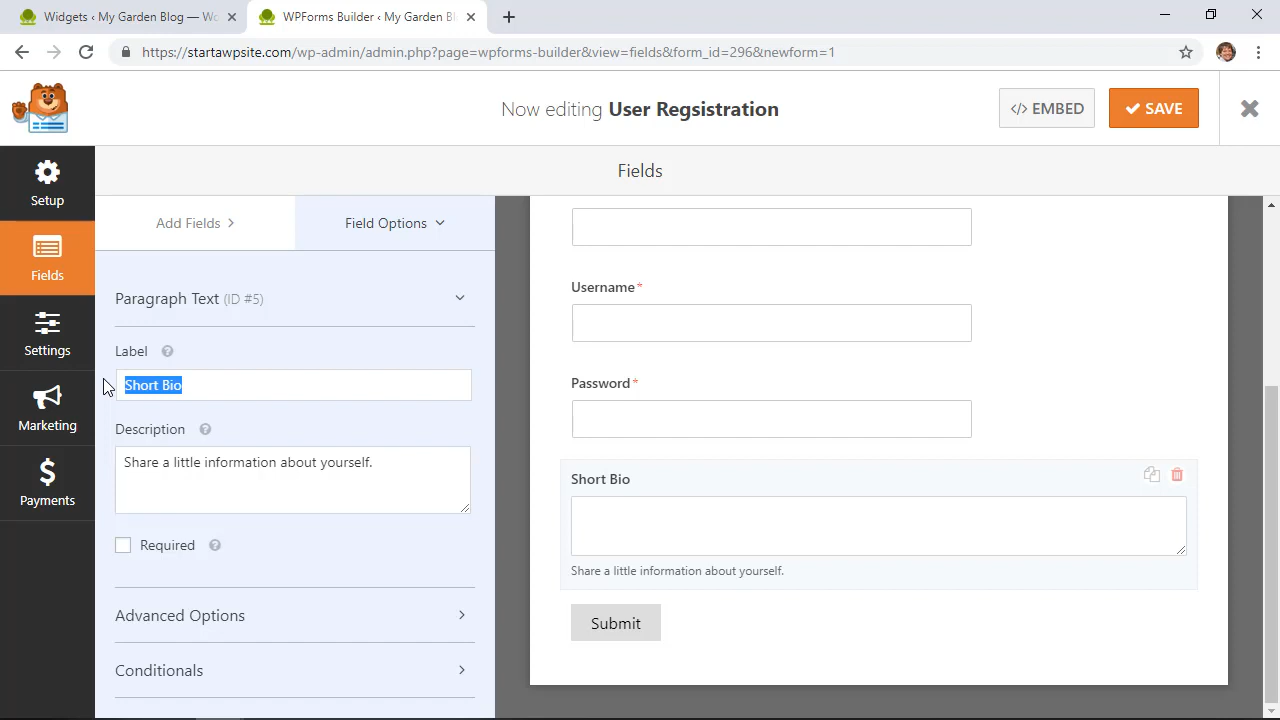 Widgets ‹ My Garden Blog — Wo
WPForms Builder ‹ My Garden Bl
https://startawpsite.com/wp-admin/admin.php?page=wpforms-builder&view=fields&form_id=296&newform=1
Now editing User Regsistration
</> EMBED
SAVE
Setup
Fields
Settings
Marketing
Payments
Fields
Add Fields
Field Options
Paragraph Text (ID #5)
Label
Short Bio
Description
Share a little information about yourself.
Required
Advanced Options
Conditionals
Username *
Password *
Short Bio
Share a little information about yourself.
Submit